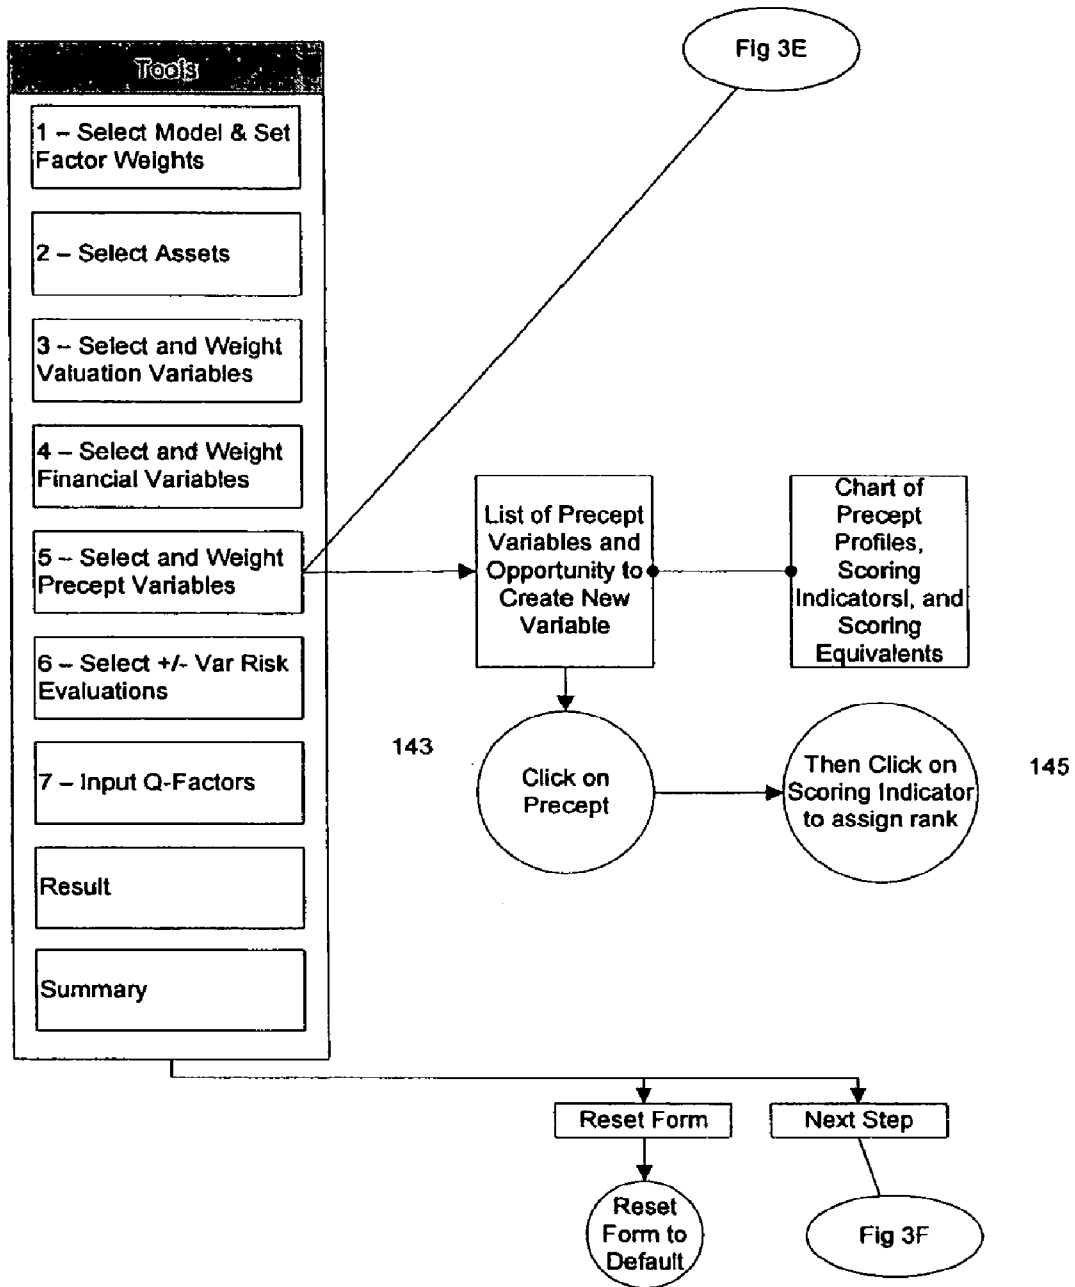 Fig 3E
Tools
1 – Select Model & Set
Factor Weights
2 – Select Assets
3 – Select and Weight
Valuation Variables
4 – Select and Weight
Financial Variables
5 – Select and Weight
Precept Variables
6 – Select +/- Var Risk
Evaluations
7 – Input Q-Factors
Result
Summary
List of Precept
Variables and
Opportunity to
Create New
Variable
Chart of
Precept
Profiles,
Scoring
Indicatorsl, and
Scoring
Equivalents
143
Click on
Precept
Then Click on
Scoring Indicator
to assign rank
145
Reset Form
Next Step
Reset
Form to
Default
Fig 3F